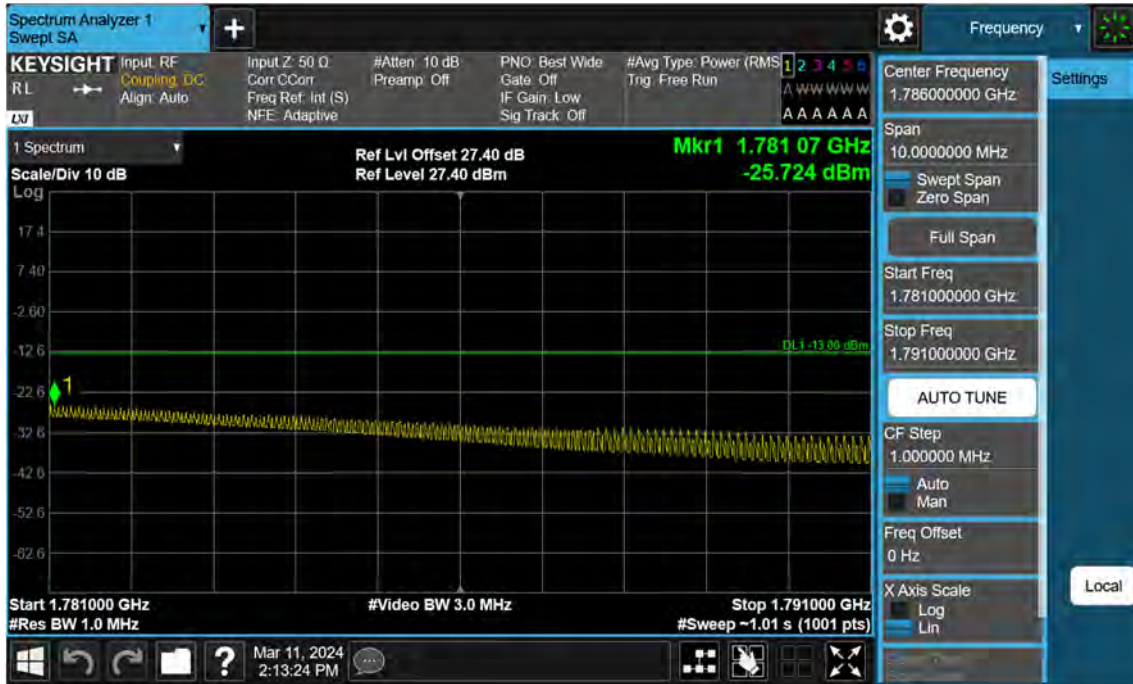 Spectrum Analyzer 1
Swept SA
+
Frequency
KEYSIGHT
RL
LXI
Input: RF
Coupling: DC
Align: Auto
Input Z: 50 Ω
Corr CCorr
Freq Ref: Int (S)
NFE: Adaptive
#Atten: 10 dB
Preamp: Off
PNO: Best Wide
Gate: Off
IF Gain: Low
Sig Track: Off
#Avg Type: Power (RMS
Trig: Free Run
1 2 3 4 5 6
A W W W W W
A A A A A A
1 Spectrum
Scale/Div 10 dB
Log
Ref Lvl Offset 27.40 dB
Ref Level 27.40 dBm
Mkr1 1.781 07 GHz
-25.724 dBm
17.4
7.40
-2.60
-12.6
DL1 -13.00 dBm
-22.6
1
-32.6
-42.6
-52.6
-62.6
Start 1.781000 GHz
#Res BW 1.0 MHz
#Video BW 3.0 MHz
Stop 1.791000 GHz
#Sweep ~1.01 s (1001 pts)
?
Mar 11, 2024
2:13:24 PM
Center Frequency
1.786000000 GHz
Span
10.0000000 MHz
Swept Span
Zero Span
Full Span
Start Freq
1.781000000 GHz
Stop Freq
1.791000000 GHz
AUTO TUNE
CF Step
1.000000 MHz
Auto
Man
Freq Offset
0 Hz
X Axis Scale
Log
Lin
Settings
Local